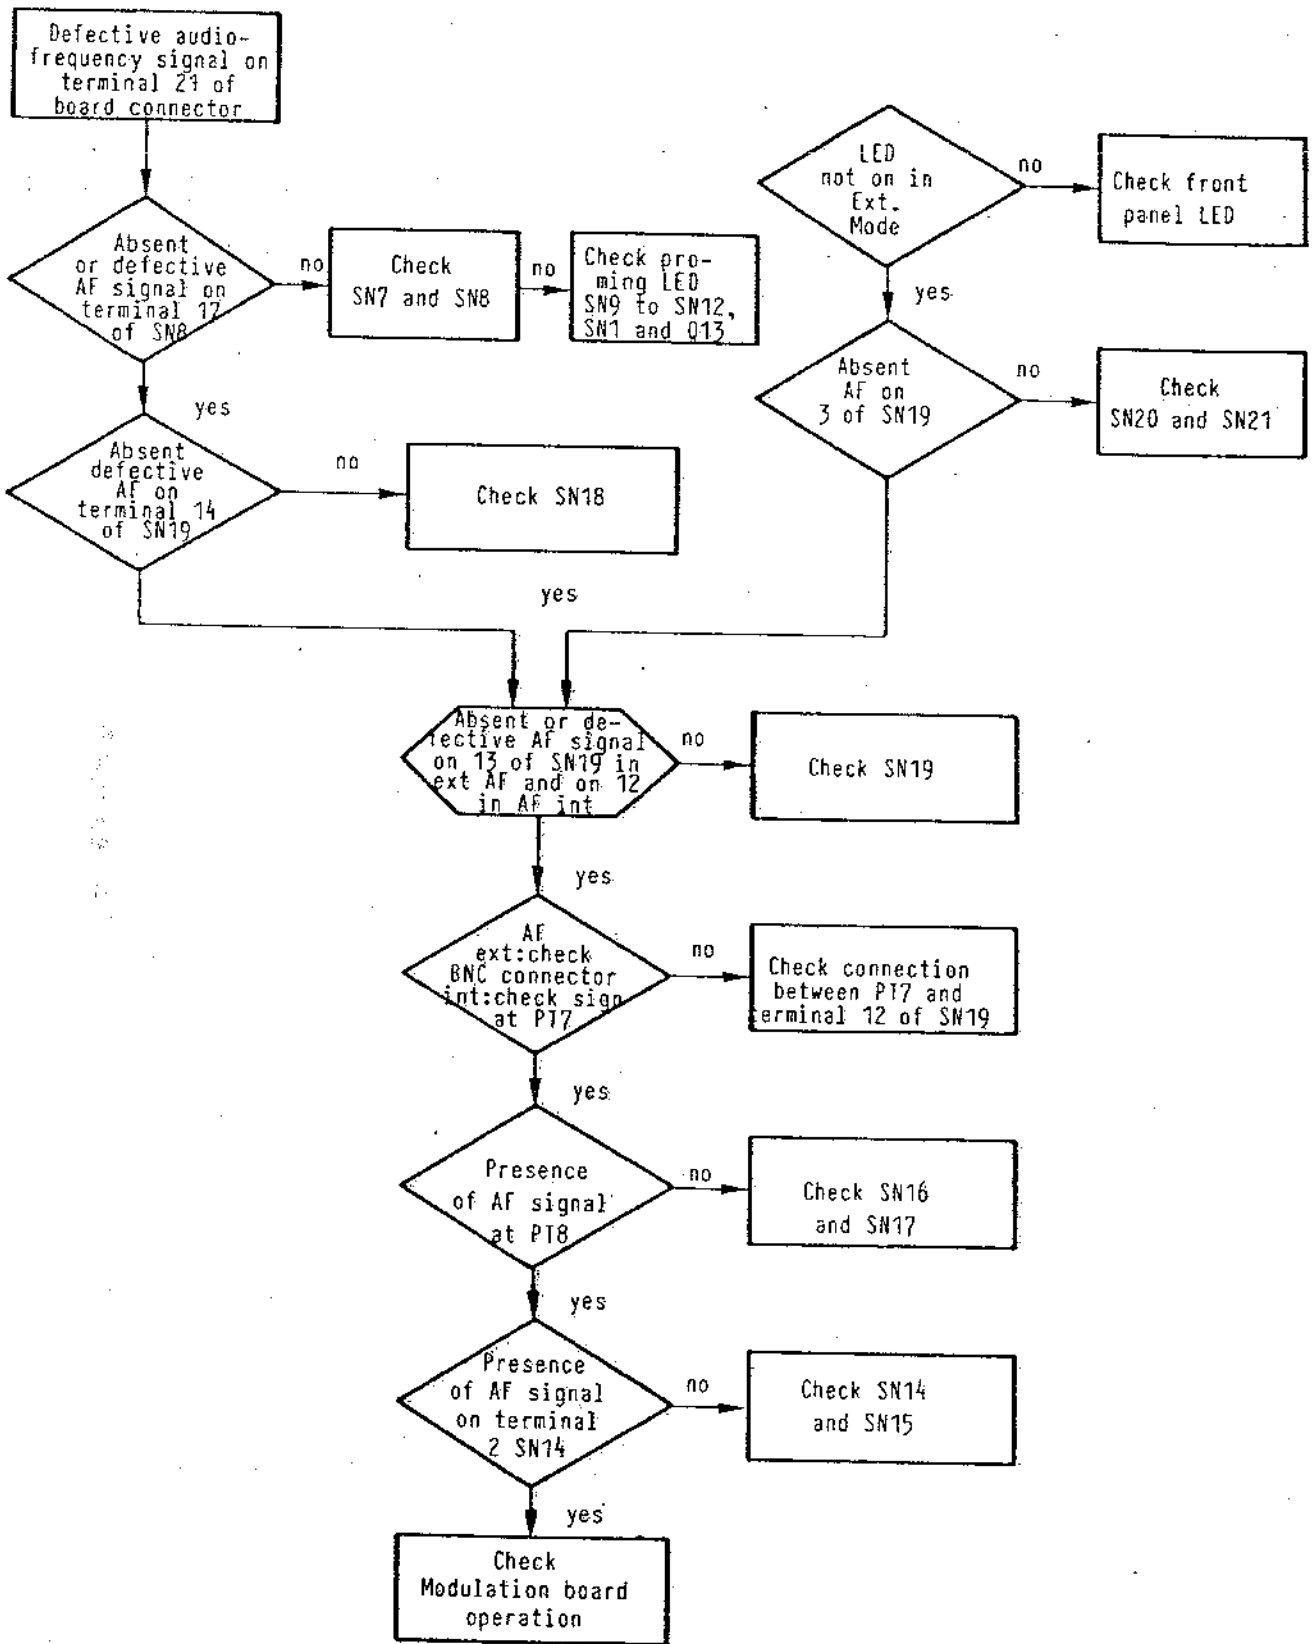 Defective audio-
frequency signal on
terminal 21 of
board connector
Absent
or defective
AF signal on
terminal 17
of SN8
no
Check
SN7 and SN8
no
Check pro-
ming LED
SN9 to SN12,
SN1 and Q13
yes
Absent
defective
AF on
terminal 14
of SN19
no
Check SN18
LED
not on in
Ext.
Mode
no
Check front
panel LED
yes
Absent
AF on
3 of SN19
no
Check
SN20 and SN21
yes
Absent or de-
fective AF signal
on 13 of SN19 in
ext AF and on 12
in AF int
no
Check SN19
yes
AF
ext:check
BNC connector
int:check sign
at PT7
no
Check connection
between PT7 and
terminal 12 of SN19
yes
Presence
of AF signal
at PT8
no
Check SN16
and SN17
yes
Presence
of AF signal
on terminal
2 SN14
no
Check SN14
and SN15
yes
Check
Modulation board
operation